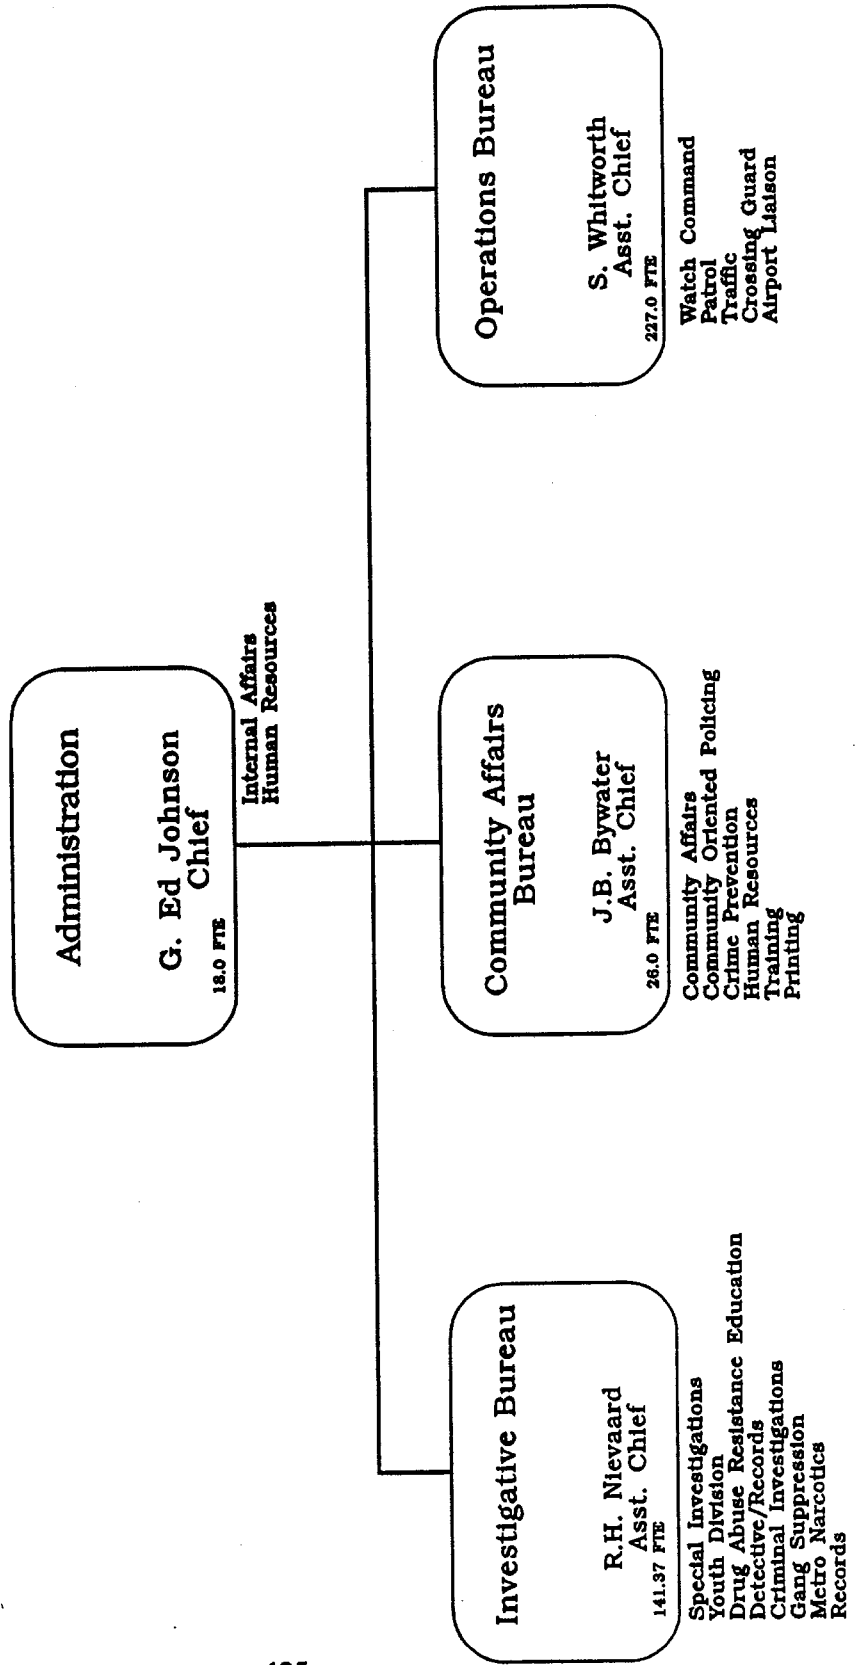 Administration
G. Ed Johnson
Chief
18.0 FTE
Internal Affairs
Human Resources
Investigative Bureau
R.H. Nievaard
Asst. Chief
141.37 FTE
Special Investigations
Youth Division
Drug Abuse Resistance Education
Detective/Records
Criminal Investigations
Gang Suppression
Metro Narcotics
Records
Community Affairs
Bureau
J.B. Bywater
Asst. Chief
26.0 FTE
Community Affairs
Community Oriented Policing
Crime Prevention
Human Resources
Training
Printing
Operations Bureau
S. Whitworth
Asst. Chief
227.0 FTE
Watch Command
Patrol
Traffic
Crossing Guard
Airport Liaison